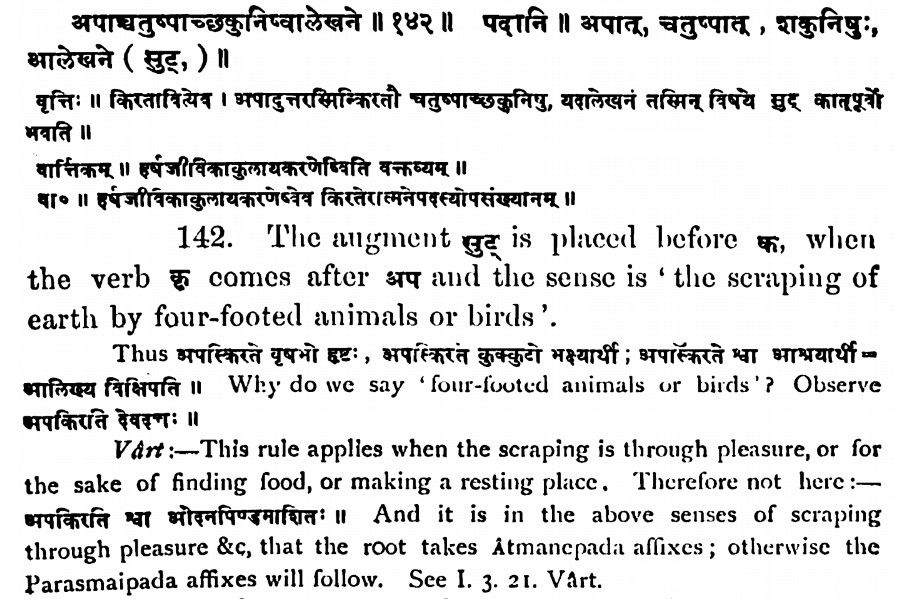 अपाच्चतुष्पाच्छकुनिष्वालेखने ॥ १४२ ॥ पदानि ॥ अपात्, चतुष्पात् , शकुनिषुः,
आलेखने ( सुट्, ) ॥
वृत्तिः ॥ किरतावित्येव । अपादुत्तरस्मिन्किरतौ चतुष्पाच्छकुनिषु, यदालेखनं तस्मिन् विषये सुट् कात्पूर्वो
भवति ॥
वार्त्तिकम् ॥ हर्षजीविकाकुलायकरणेष्विति वक्तव्यम् ॥
वा० ॥ हर्षजीविकाकुलायकरणेष्वेव किरतेरात्मनेपदस्योपसंख्यानम् ॥
142. The augment सुट् is placed before क, when
the verb कॄ comes after अप and the sense is ‘ the scraping of
earth by four-footed animals or birds ’.
Thus अपस्किरते वृषभो हृष्टः , अपस्किरते कुक्कुटो भक्ष्यार्थी ; अपास्किरते श्वा आश्रयार्थी =
आलिख्य विक्षिपति ॥ Why do we say ‘four-footed animals or birds’? Observe
अपकिरति देवदत्तः ॥
Vârt :—This rule applies when the scraping is through pleasure, or for
the sake of finding food, or making a resting place. Therefore not here :—
अपकिरति श्वा ओदनपिण्डमाशितः ॥ And it is in the above senses of scraping
through pleasure &c, that the root takes Âtmanepada affixes ; otherwise the
Parasmaipada affixes will follow. See I. 3. 21. Vârt.